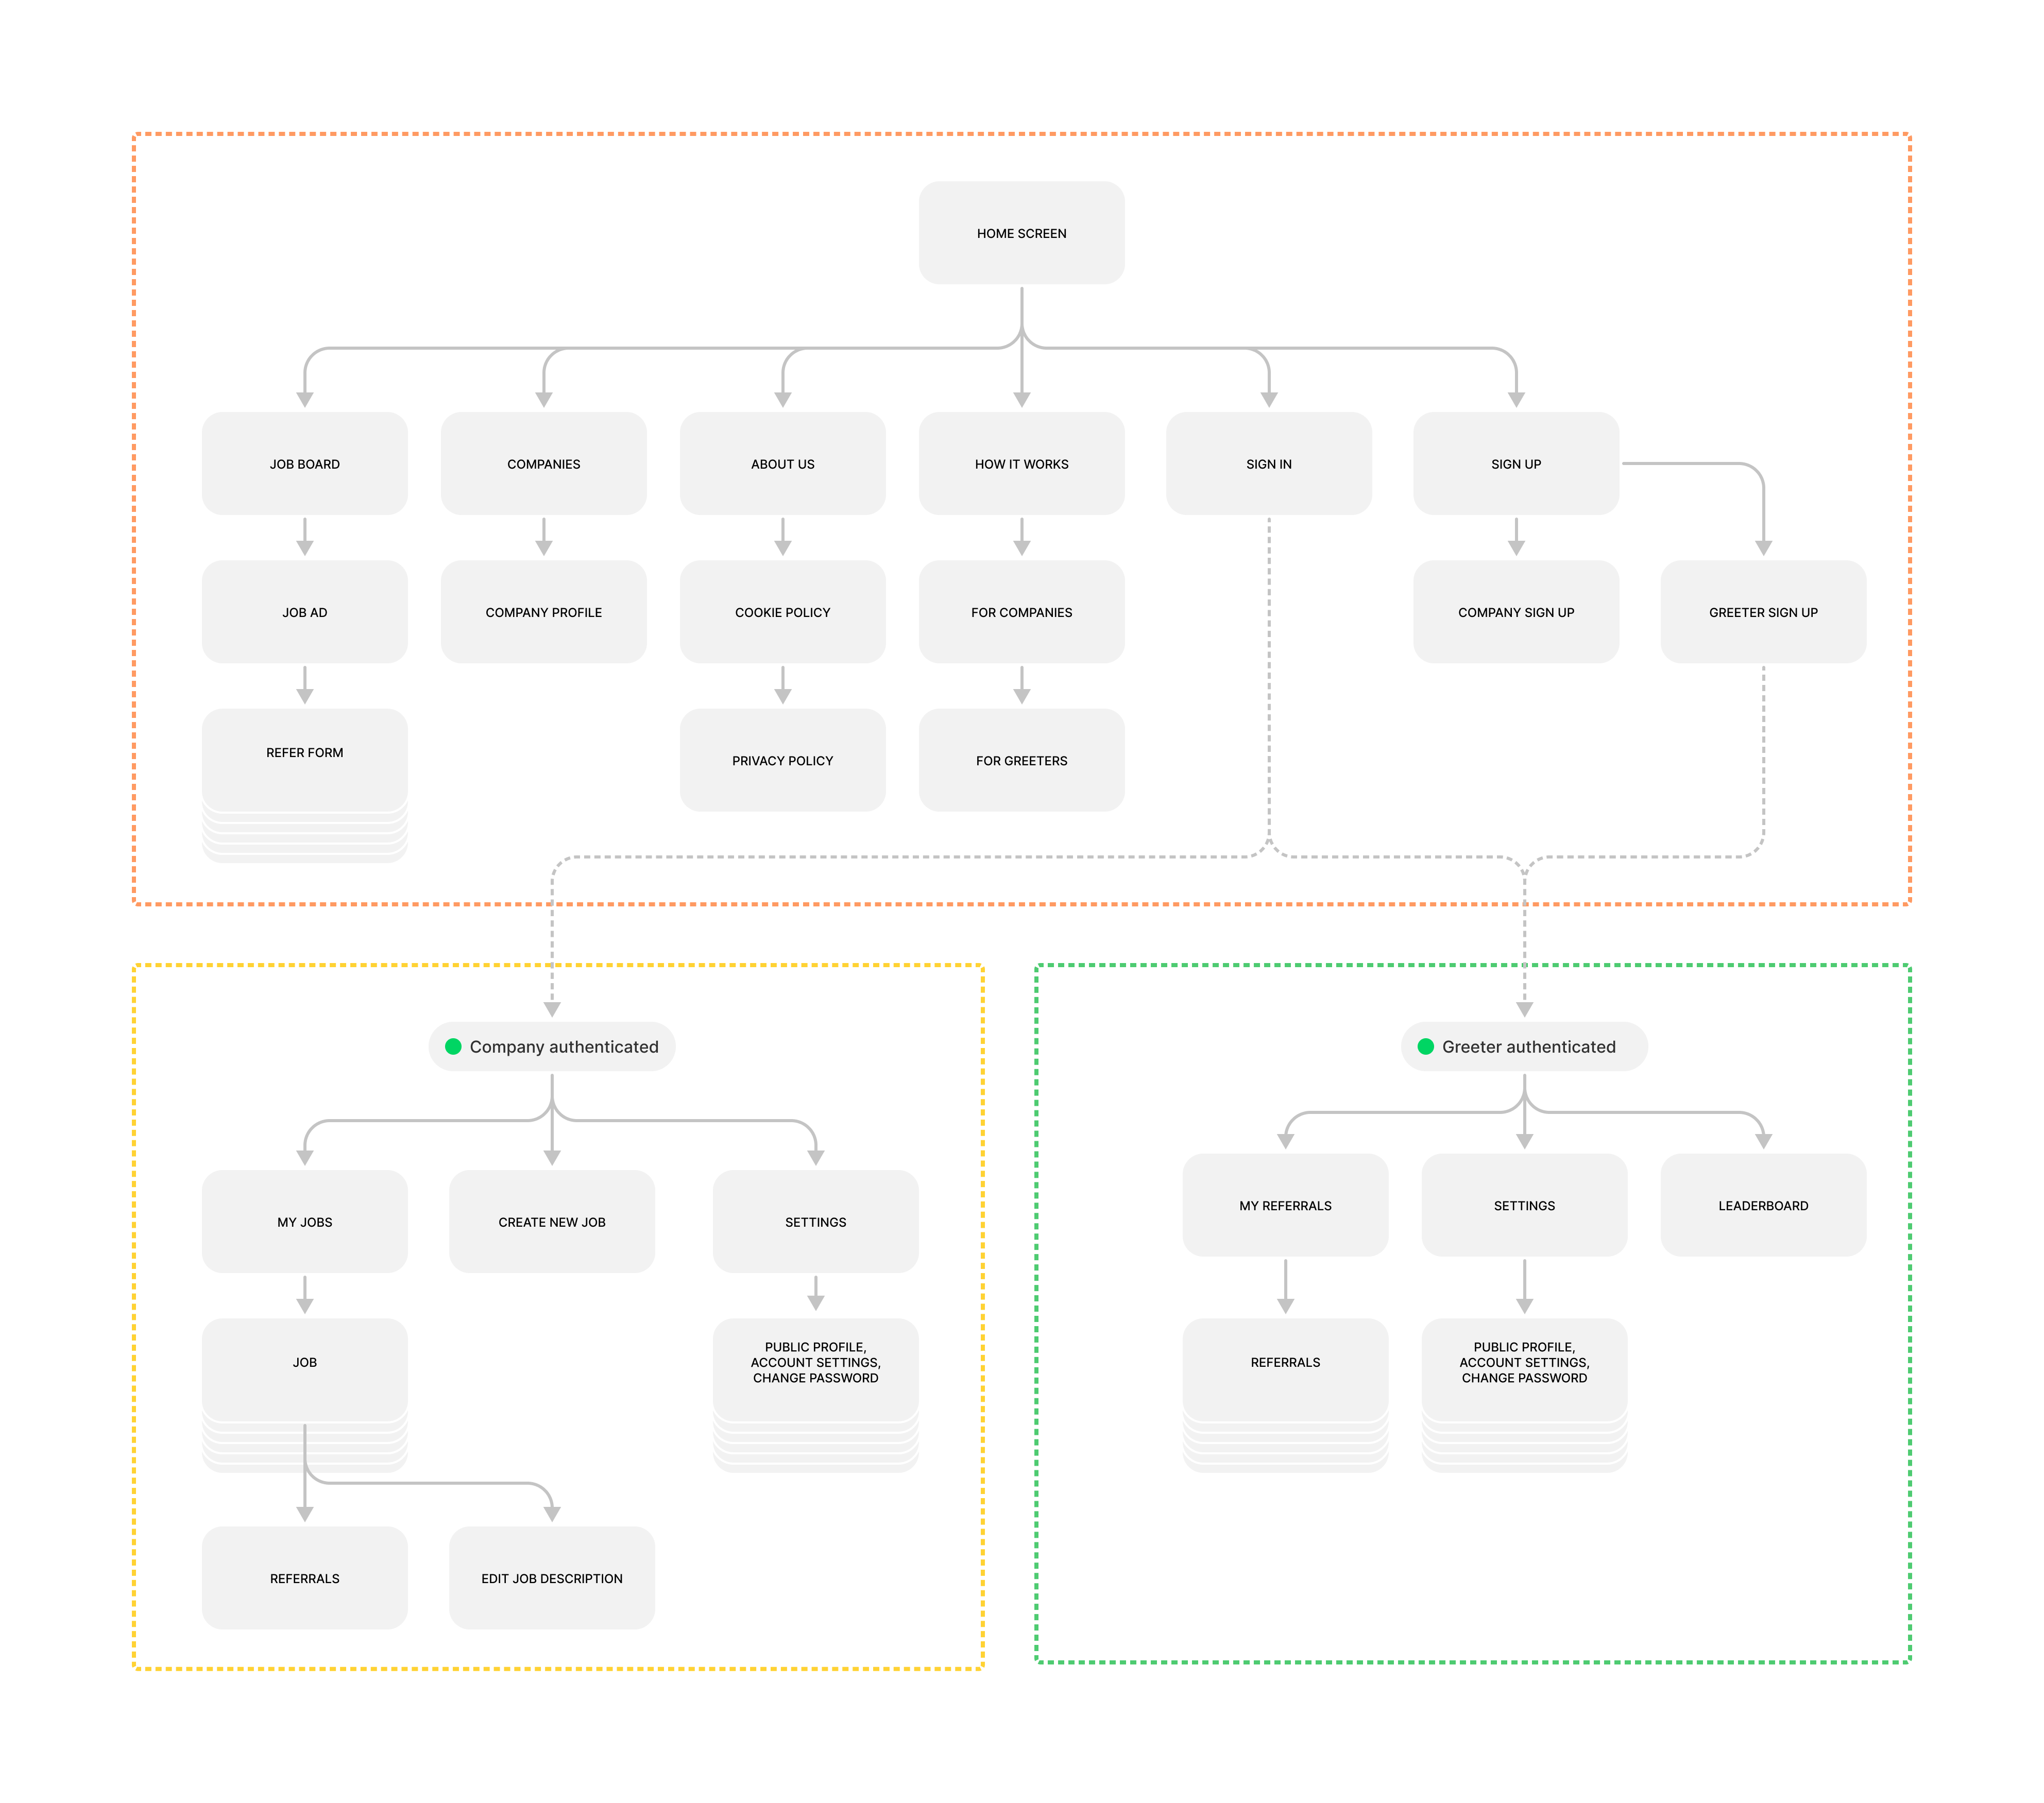 HOME SCREEN
JOB BOARD
COMPANIES
ABOUT US
HOW IT WORKS
SIGN IN
SIGN UP
JOB AD
COMPANY PROFILE
COOKIE POLICY
FOR COMPANIES
COMPANY SIGN UP
GREETER SIGN UP
REFER FORM
PRIVACY POLICY
FOR GREETERS
Company authenticated
MY JOBS
CREATE NEW JOB
SETTINGS
JOB
PUBLIC PROFILE,
ACCOUNT SETTINGS,
CHANGE PASSWORD
REFERRALS
EDIT JOB DESCRIPTION
Greeter authenticated
MY REFERRALS
SETTINGS
LEADERBOARD
REFERRALS
PUBLIC PROFILE,
ACCOUNT SETTINGS,
CHANGE PASSWORD